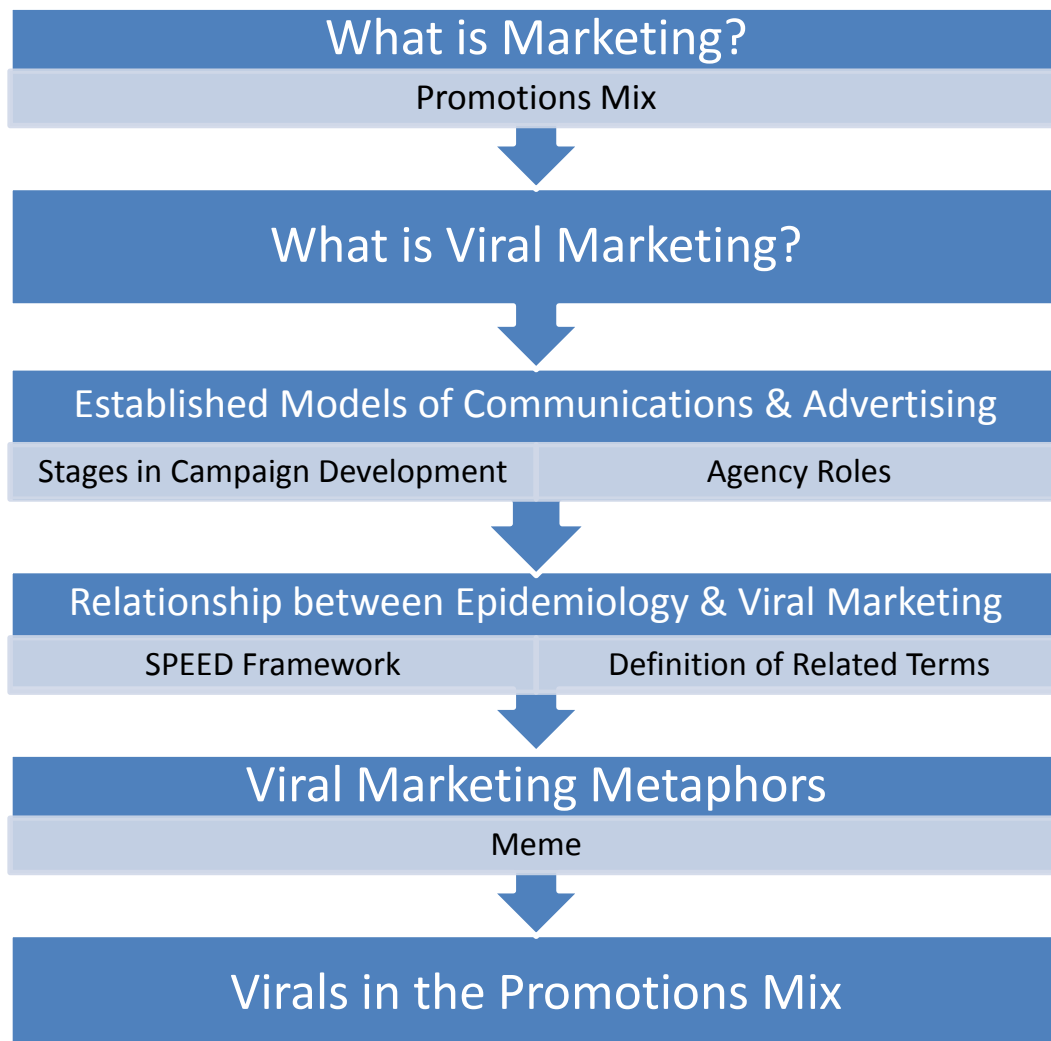 What is Marketing?
Promotions Mix
What is Viral Marketing?
Established Models of Communications & Advertising
Stages in Campaign Development
Agency Roles
Relationship between Epidemiology & Viral Marketing
SPEED Framework
Definition of Related Terms
Viral Marketing Metaphors
Meme
Virals in the Promotions Mix